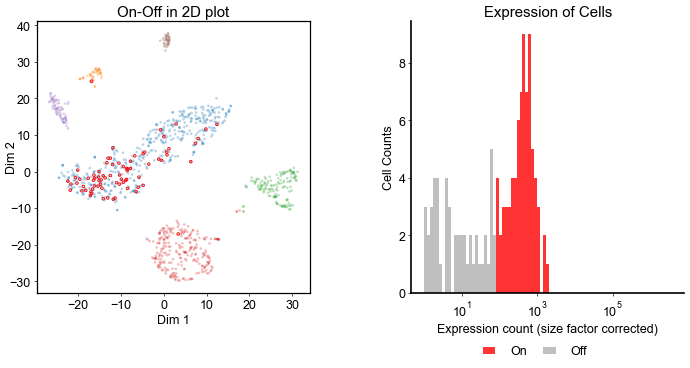 On-Off in 2D plot
Expression of Cells
40
30
20
10
0
−10
−20
−30
Dim 2
−20 −10 0 10 20 30
Dim 1
8
6
4
2
0
Cell Counts
10^1 10^3 10^5
Expression count (size factor corrected)
On Off